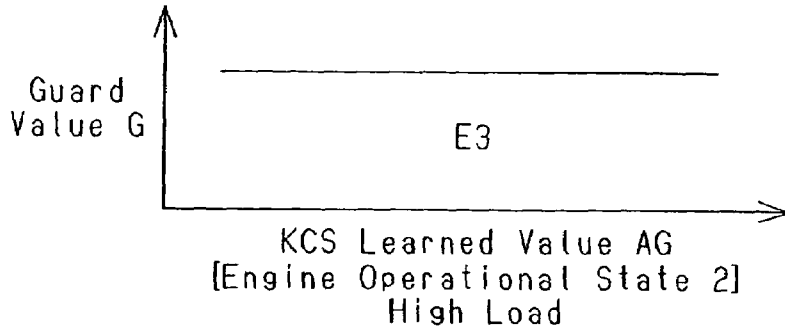 Guard
Value G
E3
KCS Learned Value AG
[Engine Operational State 2]
High Load